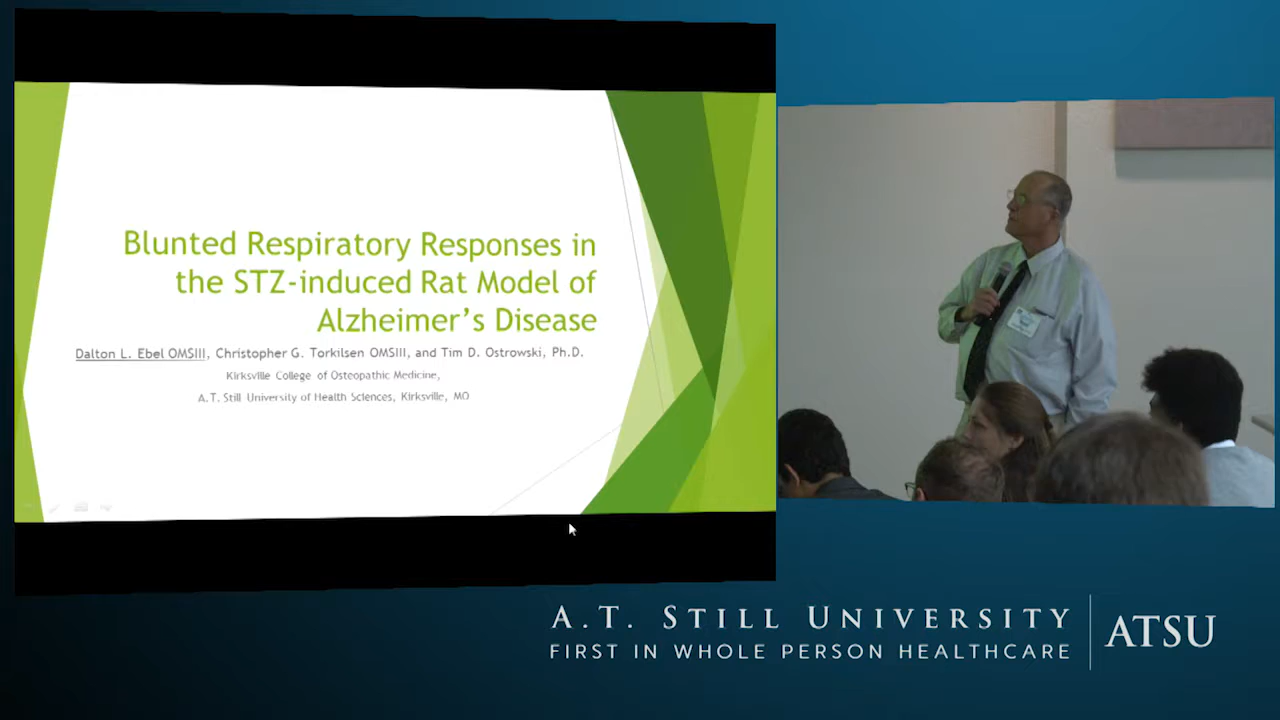 Blunted Respiratory Responses in
the STZ-induced Rat Model of
Alzheimer's Disease
Dalton L. Ebel OMSIII, Christopher G. Torkilsen OMSIII, and Tim D. Ostrowski, Ph.D.
Kirksville College of Osteopathic Medicine,
A.T. Still University of Health Sciences, Kirksville, MO
A.T. STILL UNIVERSITY
FIRST IN WHOLE PERSON HEALTHCARE
ATSU